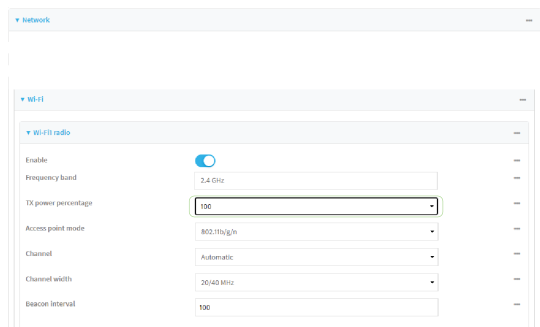 Network
Wi-Fi
Wi-Fi1 radio
Enable
Frequency band 2.4 GHz
TX power percentage 100
Access point mode 802.11b/g/n
Channel Automatic
Channel width 20/40 MHz
Beacon interval 100